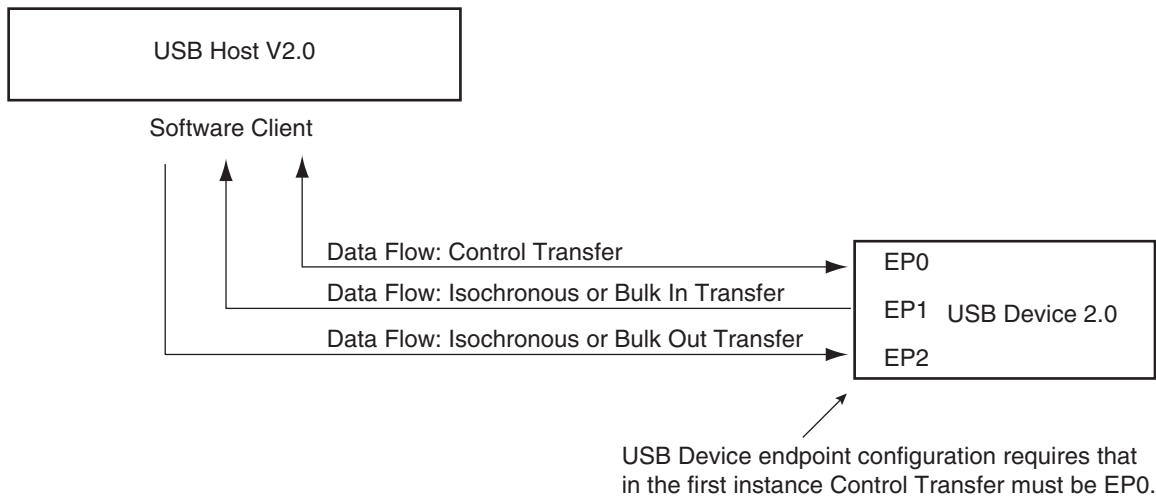 USB Host V2.0
Software Client
Data Flow: Control Transfer
Data Flow: Isochronous or Bulk In Transfer
Data Flow: Isochronous or Bulk Out Transfer
EP0
EP1
USB Device 2.0
EP2
USB Device endpoint configuration requires that
in the first instance Control Transfer must be EP0.